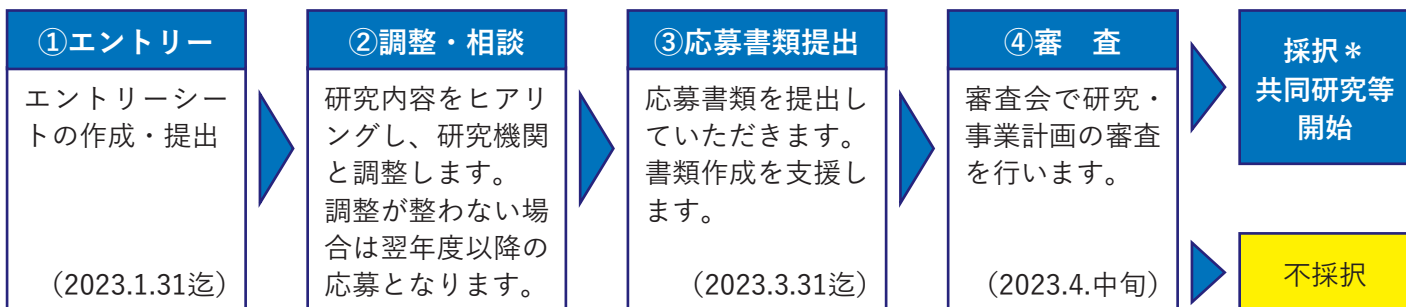 ①エントリー
エントリーシー
トの作成・提出
（2023.1.31迄）
②調整・相談
研究内容をヒアリ
ングし、研究機関
と調整します。
調整が整わない場
合は翌年度以降の
応募となります。
③応募書類提出
応募書類を提出し
ていただきます。
書類作成を支援し
ます。
（2023.3.31迄）
④審　査
審査会で研究・
事業計画の審査
を行います。
（2023.4.中旬）
採択＊
共同研究等
開始
不採択